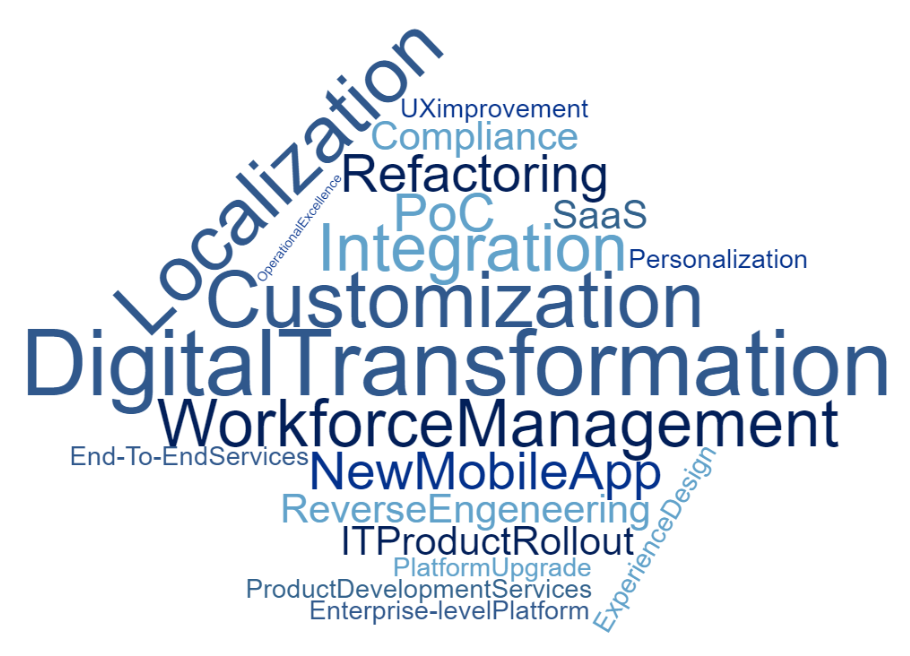 Localization
UXimprovement
Compliance
Refactoring
OperationalExcellence
PoC
SaaS
Integration
Personalization
Customization
DigitalTransformation
WorkforceManagement
End-To-EndServices
NewMobileApp
ReverseEngeneering
ExperienceDesign
ITProductRollout
PlatformUpgrade
ProductDevelopmentServices
Enterprise-levelPlatform